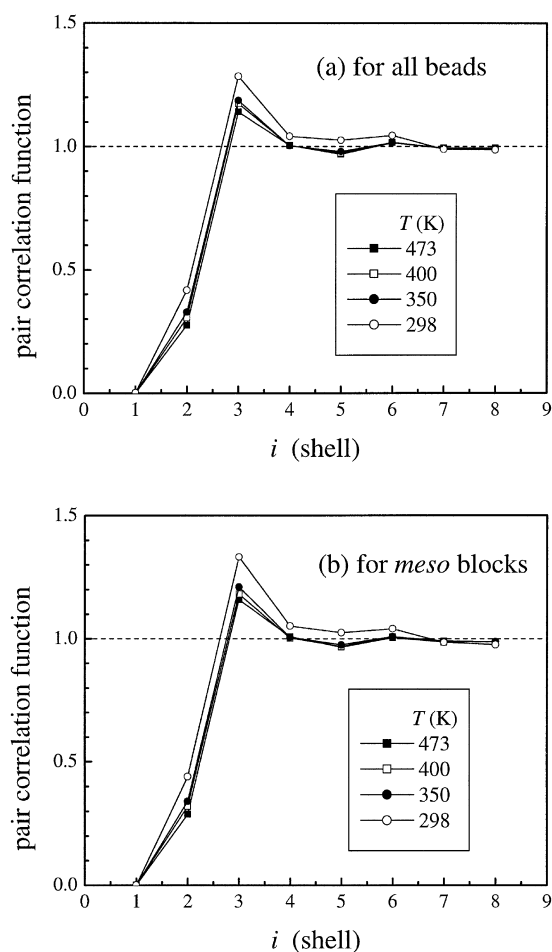 1.5
(a) for all beads
pair correlation function
1.0
T (K)
473
400
0.5
350
298
0.0
0 1 2 3 4 5 6 7 8 9
i (shell)
1.5
(b) for meso blocks
pair correlation function
1.0
T (K)
473
400
0.5
350
298
0.0
0 1 2 3 4 5 6 7 8 9
i (shell)